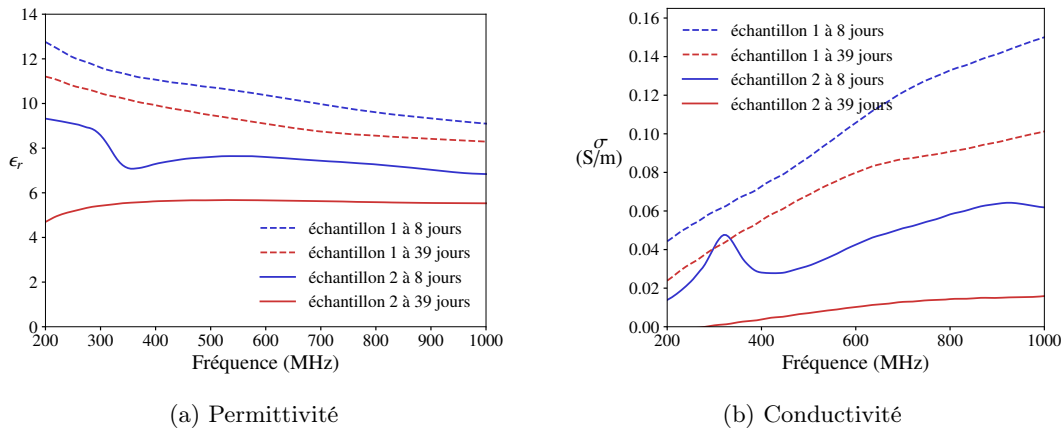 14
12
10
8
6
4
2
0
ϵr
200 300 400 500 600 700 800 900 1000
Fréquence (MHz)
échantillon 1 à 8 jours
échantillon 1 à 39 jours
échantillon 2 à 8 jours
échantillon 2 à 39 jours
(a) Permittivité
0.16
0.14
0.12
0.10
0.08
0.06
0.04
0.02
0.00
σ
(S/m)
200 400 600 800 1000
Fréquence (MHz)
échantillon 1 à 8 jours
échantillon 1 à 39 jours
échantillon 2 à 8 jours
échantillon 2 à 39 jours
(b) Conductivité